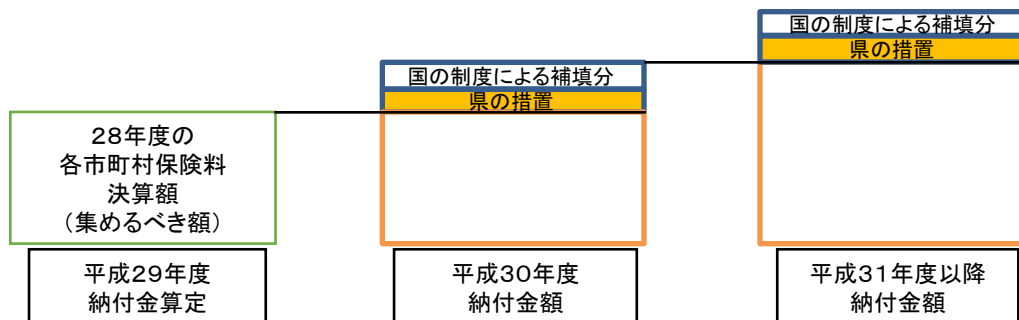 国の制度による補填分
県の措置
国の制度による補填分
県の措置
28年度の
各市町村保険料
決算額
（集めるべき額）
平成29年度
納付金算定
平成30年度
納付金額
平成31年度以降
納付金額